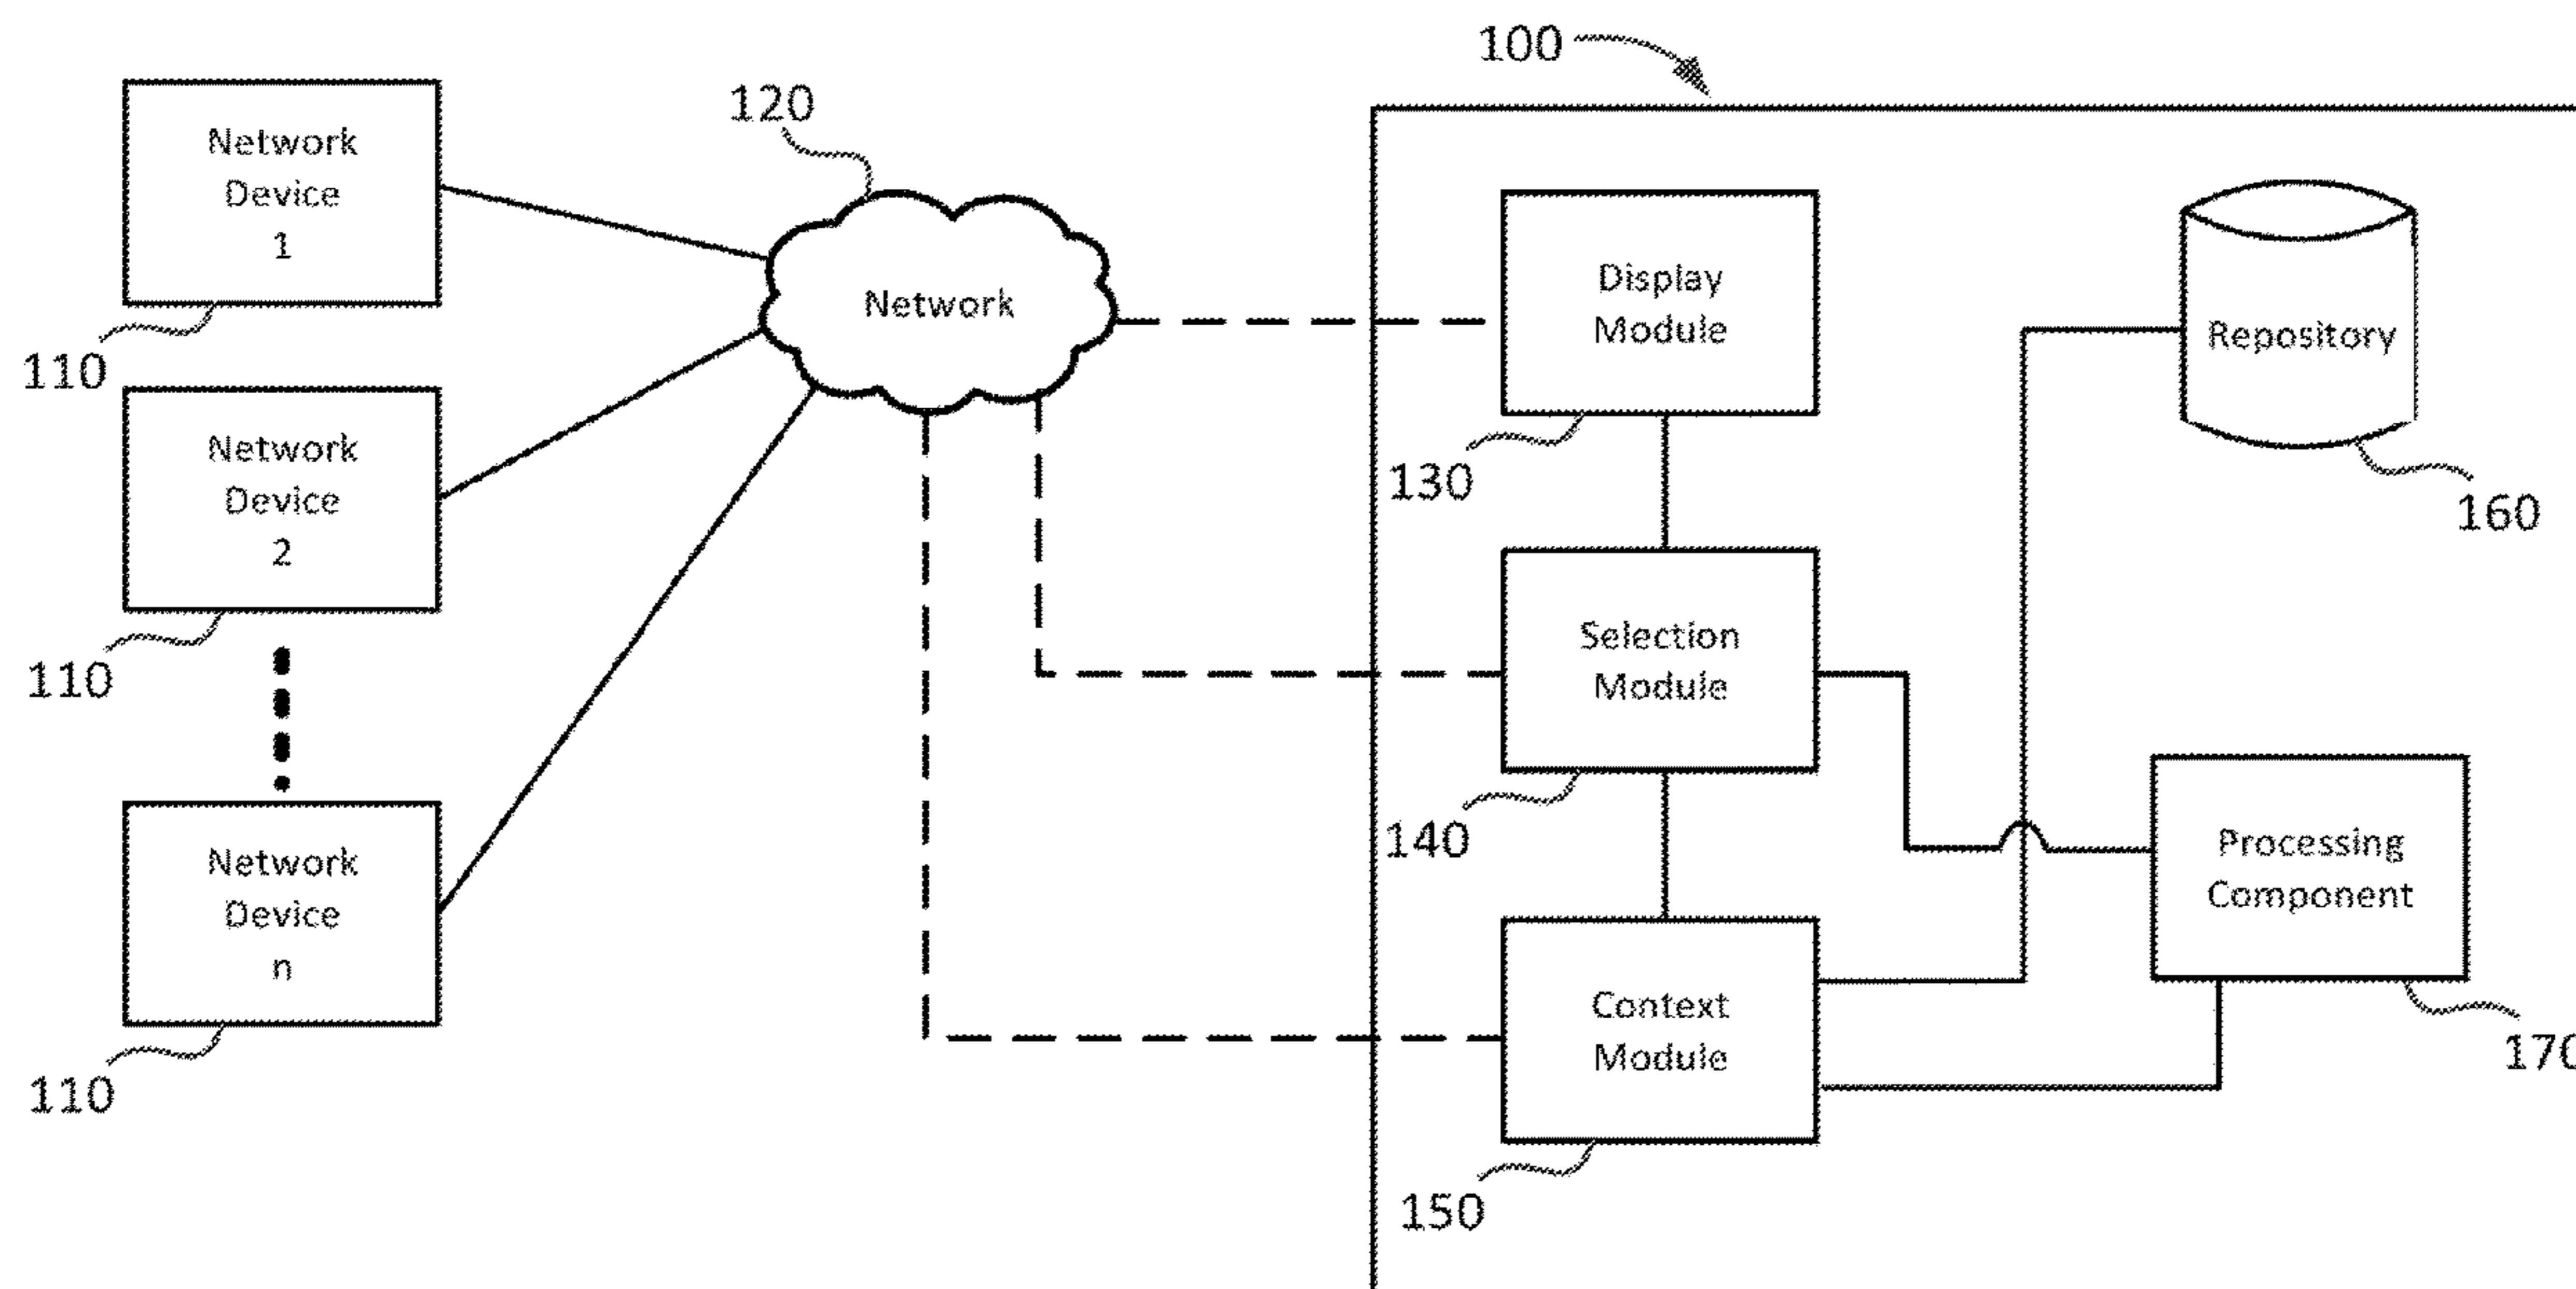 100
120
Network
Device
1
110
Network
Device
2
110
Network
Device
n
110
Network
Display
Module
130
Selection
Module
140
Context
Module
150
Repository
160
Processing
Component
170